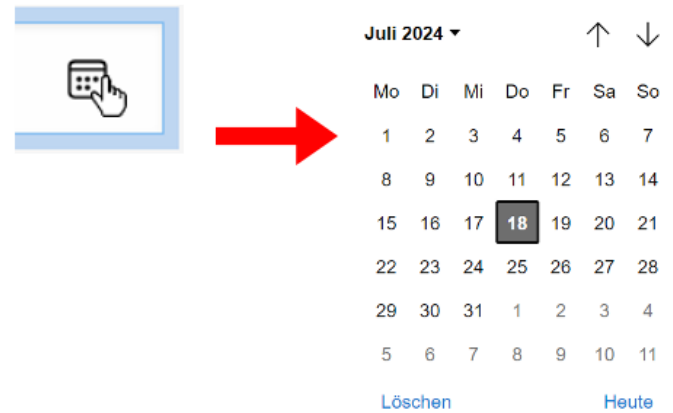 Juli 2024
Mo Di Mi Do Fr Sa So
1 2 3 4 5 6 7
8 9 10 11 12 13 14
15 16 17 18 19 20 21
22 23 24 25 26 27 28
29 30 31 1 2 3 4
5 6 7 8 9 10 11
Löschen Heute